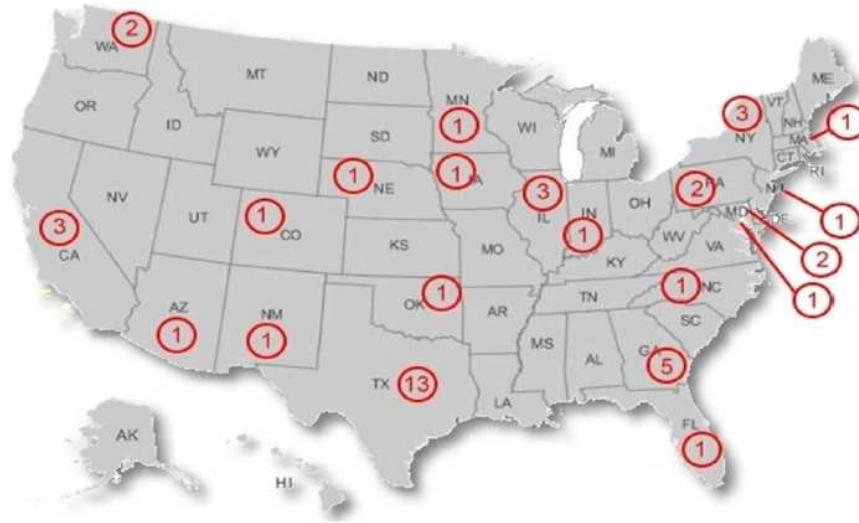 WA
2
MT
ND
MN
1
OR
ID
SD
WI
MI
ME
VT
NH
3
NY
MA
1
CT
RI
WY
1
NE
1
IA
3
IL
IN
1
OH
2
PA
NJ
1
MD
DE
2
1
NV
UT
1
CO
KS
MO
KY
WV
VA
3
CA
AZ
1
NM
1
OK
1
AR
TN
1
NC
SC
MS
AL
GA
5
TX
13
LA
FL
1
AK
HI